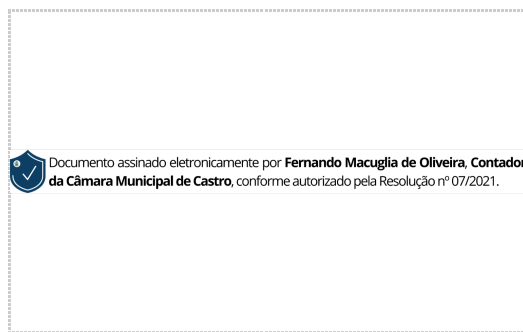 Documento assinado eletronicamente por Fernando Macuglia de Oliveira, Contador
da Câmara Municipal de Castro, conforme autorizado pela Resolução nº 07/2021.